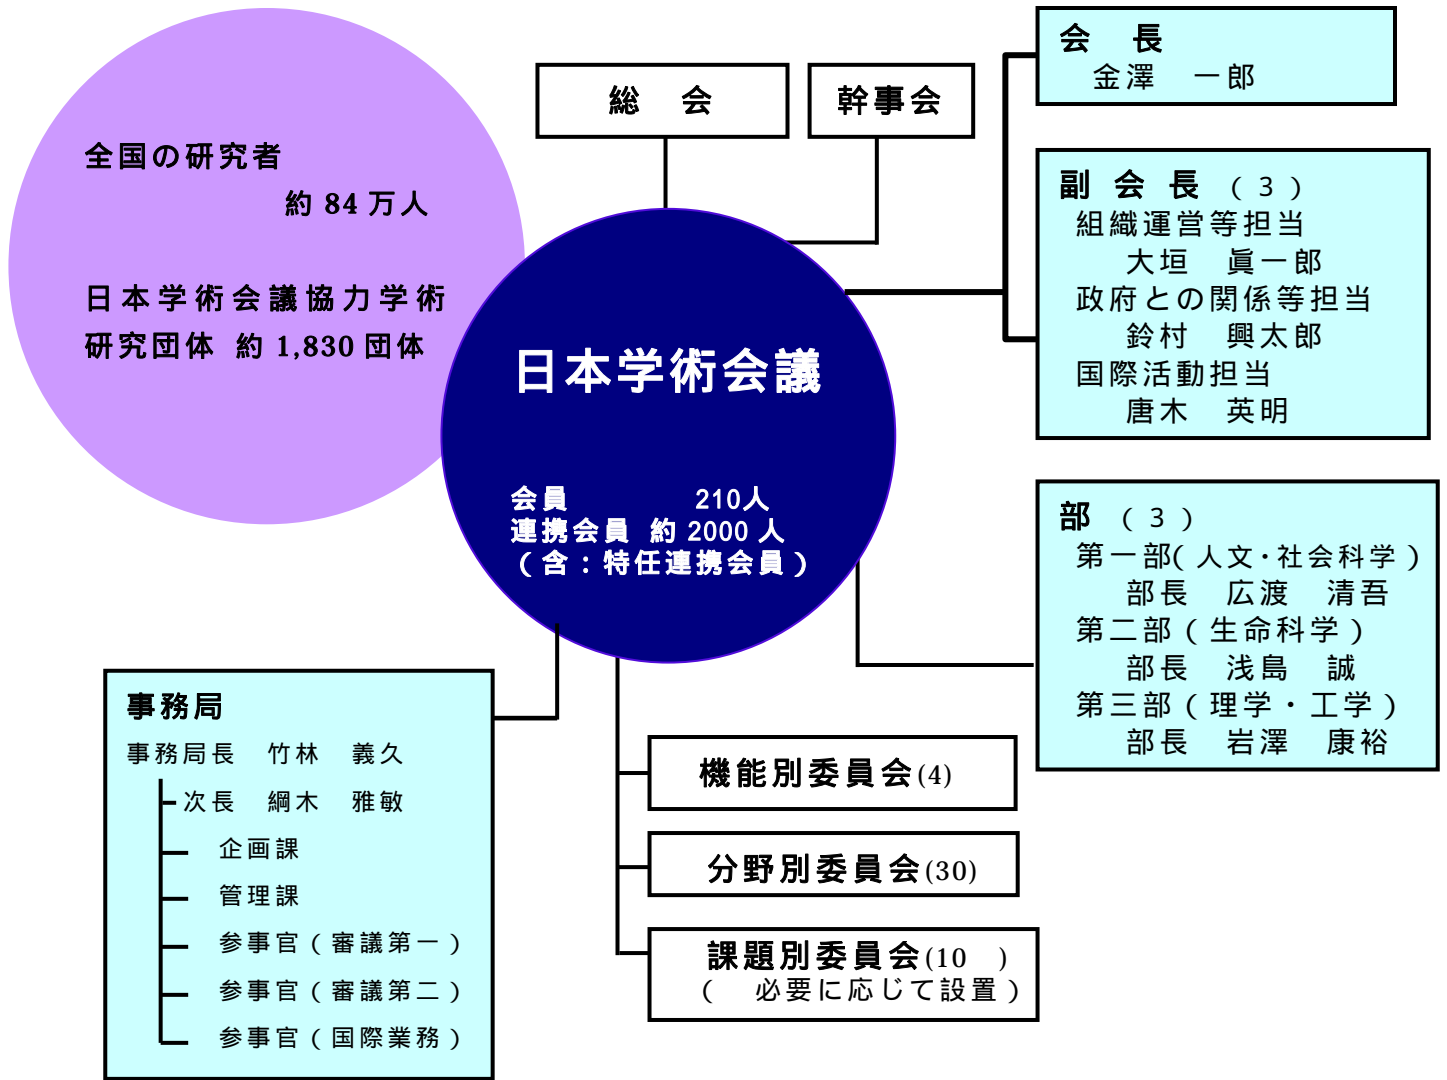 全国の研究者
約 84 万人
日本学術会議協力学術
研究団体 約 1,830 団体
総 会
幹事会
日本学術会議
会員 210人
連携会員 約 2000 人
（含：特任連携会員）
会 長
金澤 一郎
副 会 長 （3）
組織運営等担当
大垣 眞一郎
政府との関係等担当
鈴村 興太郎
国際活動担当
唐木 英明
部 （3）
第一部（人文・社会科学）
部長 広渡 清吾
第二部（生命科学）
部長 浅島 誠
第三部（理学・工学）
部長 岩澤 康裕
事務局
事務局長 竹林 義久
次長 綱木 雅敏
企画課
管理課
参事官（審議第一）
参事官（審議第二）
参事官（国際業務）
機能別委員会(4)
分野別委員会(30)
課題別委員会(10 )
（ 必要に応じて設置）